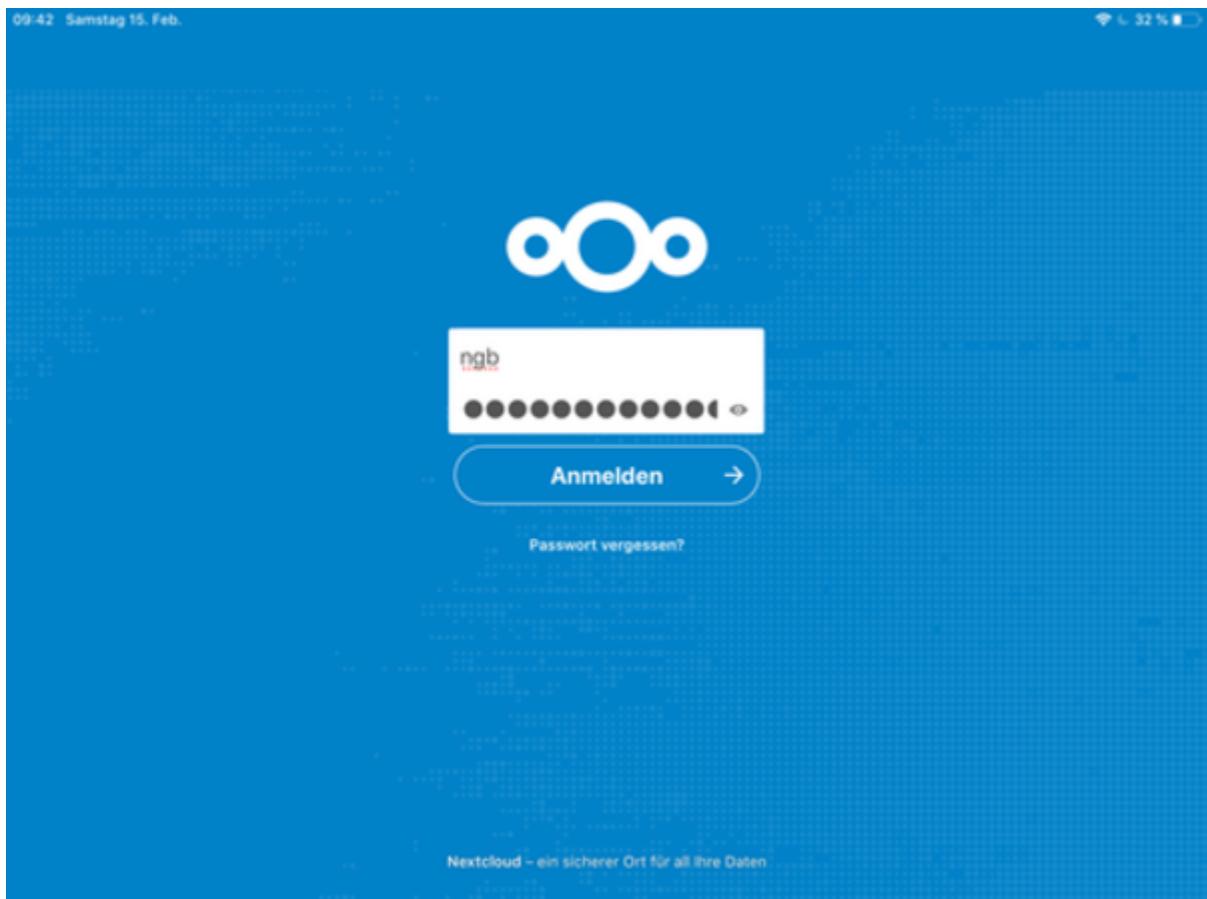 09:42 Samstag 15. Feb. 32 %
ngb
Anmelden
Passwort vergessen?
Nextcloud – ein sicherer Ort für all Ihre Daten